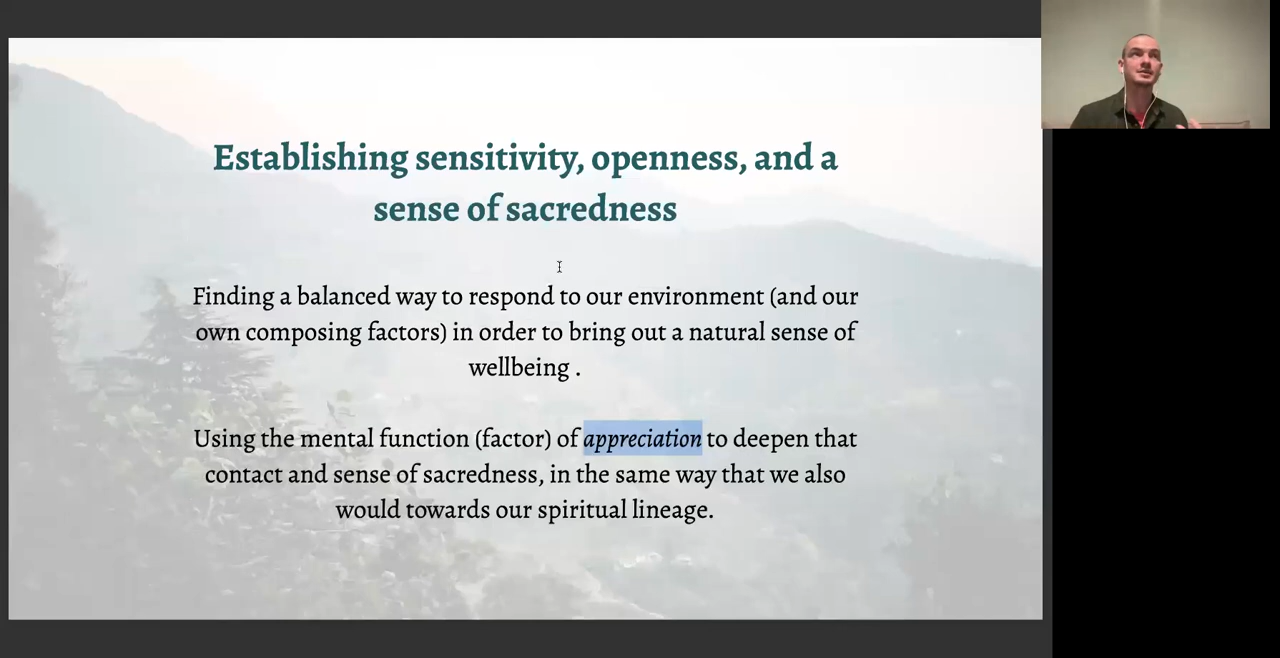 Establishing sensitivity, openness, and a
sense of sacredness
Finding a balanced way to respond to our environment (and our
own composing factors) in order to bring out a natural sense of
wellbeing .
Using the mental function (factor) of appreciation to deepen that
contact and sense of sacredness, in the same way that we also
would towards our spiritual lineage.